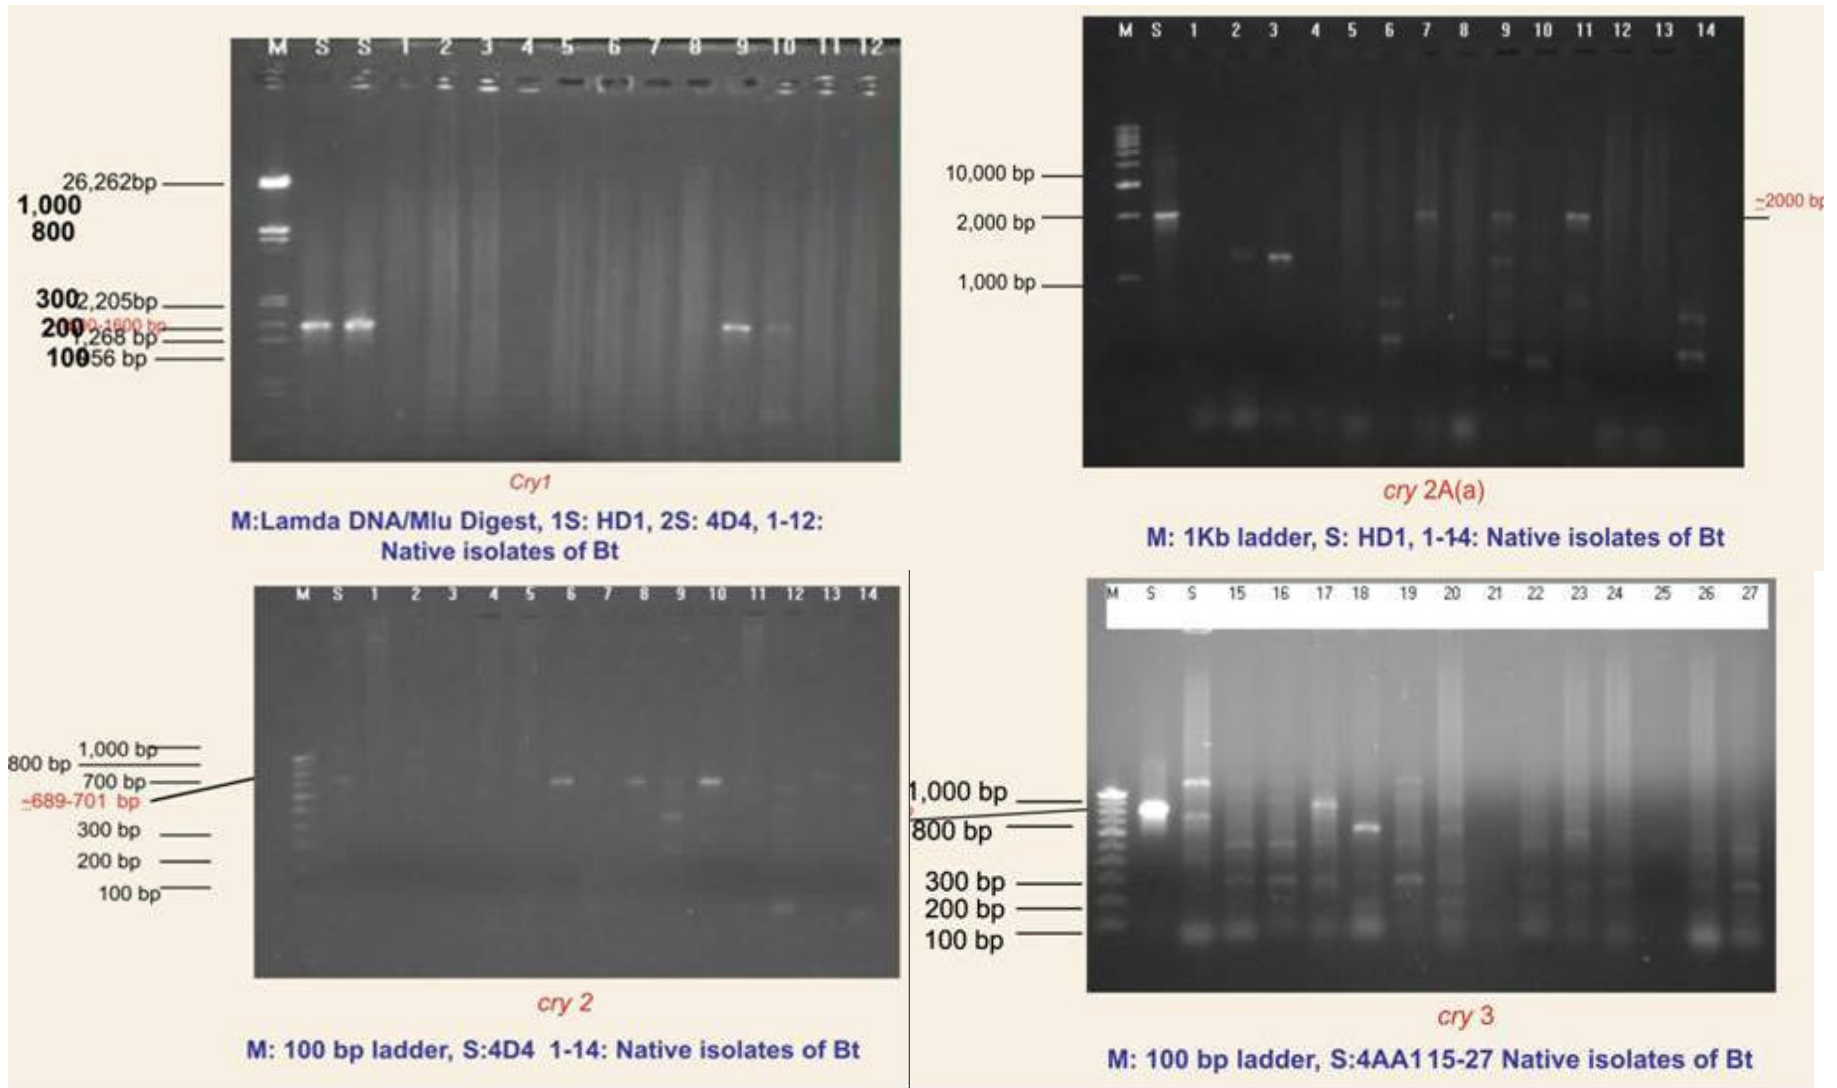 M S S 1 2 3 4 5 6 7 8 9 10 11 12
26,262bp
1,000
800
300
2,205bp
200
1600 bp
1,268 bp
100
Cry1
M:Lamda DNA/Mlu Digest, 1S: HD1, 2S: 4D4, 1-12:
Native isolates of Bt
M S 1 2 3 4 5 6 7 8 9 10 11 12 13 14
10,000 bp
2,000 bp
1,000 bp
~2000 bp
cry 2A(a)
M: 1Kb ladder, S: HD1, 1-14: Native isolates of Bt
M S 1 2 3 4 5 6 7 8 9 10 11 12 13 14
1,000 bp
800 bp
700 bp
~689-701 bp
300 bp
200 bp
100 bp
cry 2
M: 100 bp ladder, S:4D4 1-14: Native isolates of Bt
M S S 15 16 17 18 19 20 21 22 23 24 25 26 27
1,000 bp
800 bp
300 bp
200 bp
100 bp
cry 3
M: 100 bp ladder, S:4AA1 15-27 Native isolates of Bt